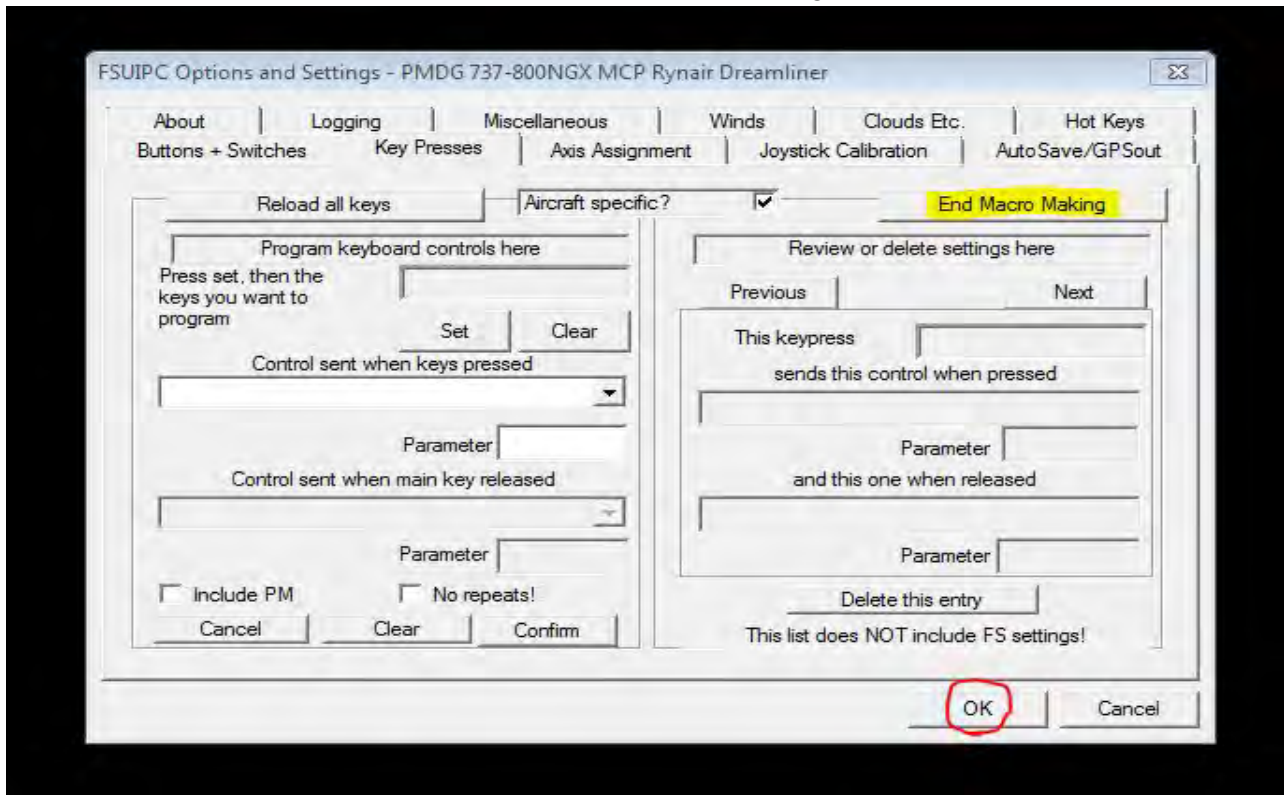 FSUIPC Options and Settings - PMDG 737-800NGX MCP Rynair Dreamliner
About Logging Miscellaneous Winds Clouds Etc. Hot Keys
Buttons + Switches Key Presses Axis Assignment Joystick Calibration AutoSave/GPSout
Reload all keys Aircraft specific? End Macro Making
Program keyboard controls here
Press set, then the
keys you want to
program
Set Clear
Control sent when keys pressed
Parameter
Control sent when main key released
Parameter
Include PM No repeats!
Cancel Clear Confirm
Review or delete settings here
Previous Next
This keypress
sends this control when pressed
Parameter
and this one when released
Parameter
Delete this entry
This list does NOT include FS settings!
OK Cancel